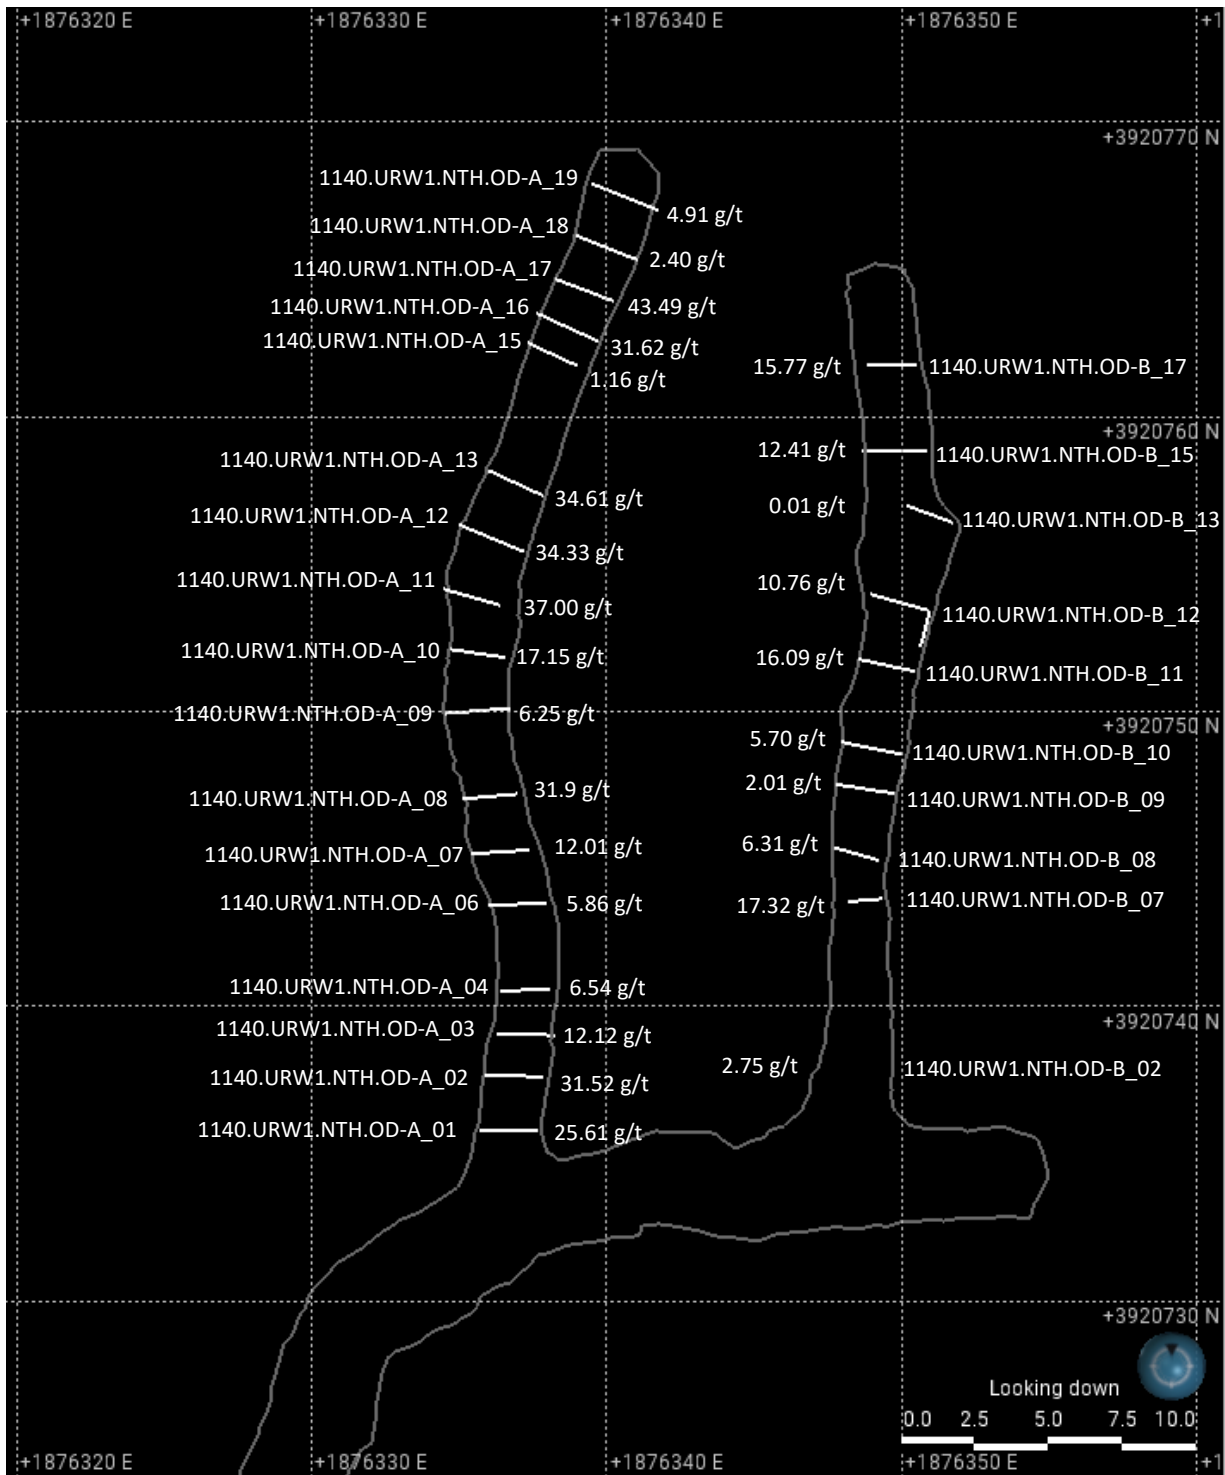 +1876320 E +1876330 E +1876340 E +1876350 E +1
+3920770 N
1140.URW1.NTH.OD-A_19 4.91 g/t
1140.URW1.NTH.OD-A_18 2.40 g/t
1140.URW1.NTH.OD-A_17 43.49 g/t
1140.URW1.NTH.OD-A_16 31.62 g/t
1140.URW1.NTH.OD-A_15 1.16 g/t
15.77 g/t 1140.URW1.NTH.OD-B_17
+3920760 N
12.41 g/t 1140.URW1.NTH.OD-B_15
1140.URW1.NTH.OD-A_13 34.61 g/t
0.01 g/t 1140.URW1.NTH.OD-B_13
1140.URW1.NTH.OD-A_12 34.33 g/t
1140.URW1.NTH.OD-A_11 37.00 g/t
10.76 g/t 1140.URW1.NTH.OD-B_12
1140.URW1.NTH.OD-A_10 17.15 g/t
16.09 g/t 1140.URW1.NTH.OD-B_11
1140.URW1.NTH.OD-A_09 6.25 g/t
+3920750 N
5.70 g/t 1140.URW1.NTH.OD-B_10
2.01 g/t 1140.URW1.NTH.OD-B_09
1140.URW1.NTH.OD-A_08 31.9 g/t
6.31 g/t 1140.URW1.NTH.OD-B_08
1140.URW1.NTH.OD-A_07 12.01 g/t
1140.URW1.NTH.OD-A_06 5.86 g/t
17.32 g/t 1140.URW1.NTH.OD-B_07
1140.URW1.NTH.OD-A_04 6.54 g/t
+3920740 N
1140.URW1.NTH.OD-A_03 12.12 g/t
2.75 g/t 1140.URW1.NTH.OD-B_02
1140.URW1.NTH.OD-A_02 31.52 g/t
1140.URW1.NTH.OD-A_01 25.61 g/t
+3920730 N
Looking down
0.0 2.5 5.0 7.5 10.0
+1876320 E +1876330 E +1876340 E +1876350 E +1